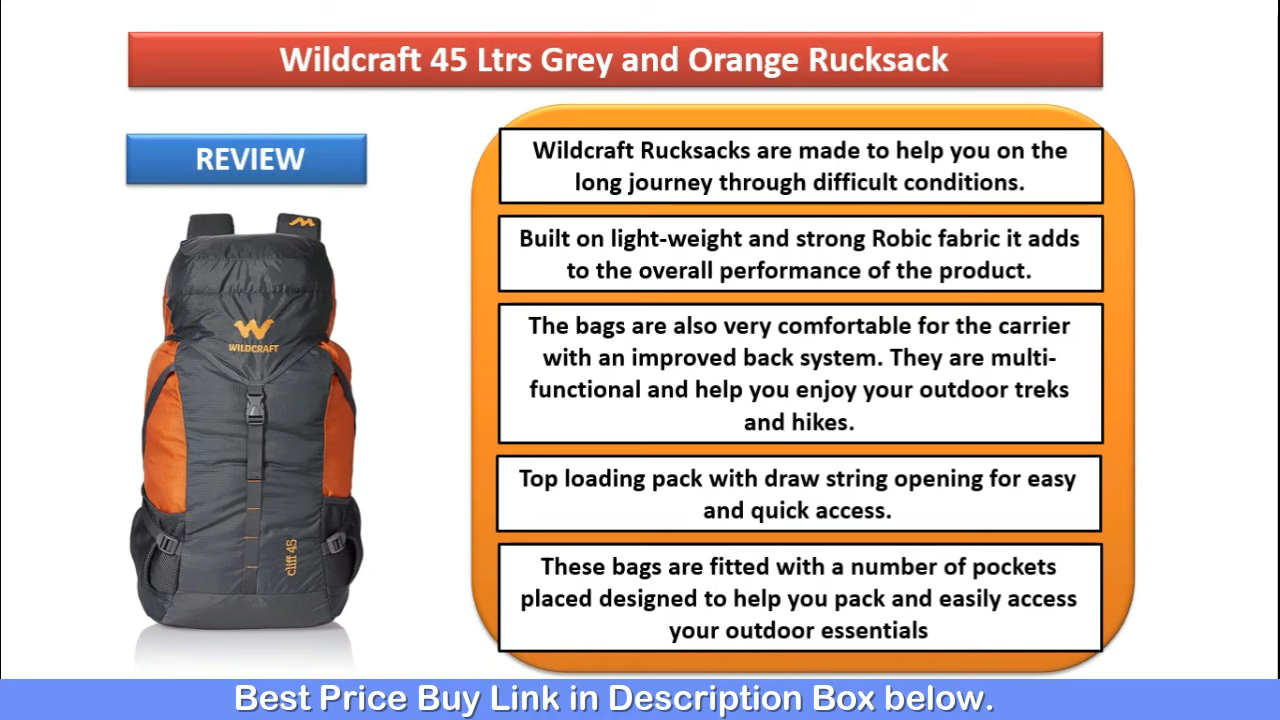 Wildcraft 45 Ltrs Grey and Orange Rucksack
REVIEW
WILDCRAFT
cliff 45
Wildcraft Rucksacks are made to help you on the
long journey through difficult conditions.
Built on light-weight and strong Robic fabric it adds
to the overall performance of the product.
The bags are also very comfortable for the carrier
with an improved back system. They are multi-
functional and help you enjoy your outdoor treks
and hikes.
Top loading pack with draw string opening for easy
and quick access.
These bags are fitted with a number of pockets
placed designed to help you pack and easily access
your outdoor essentials
Best Price Buy Link in Description Box below.